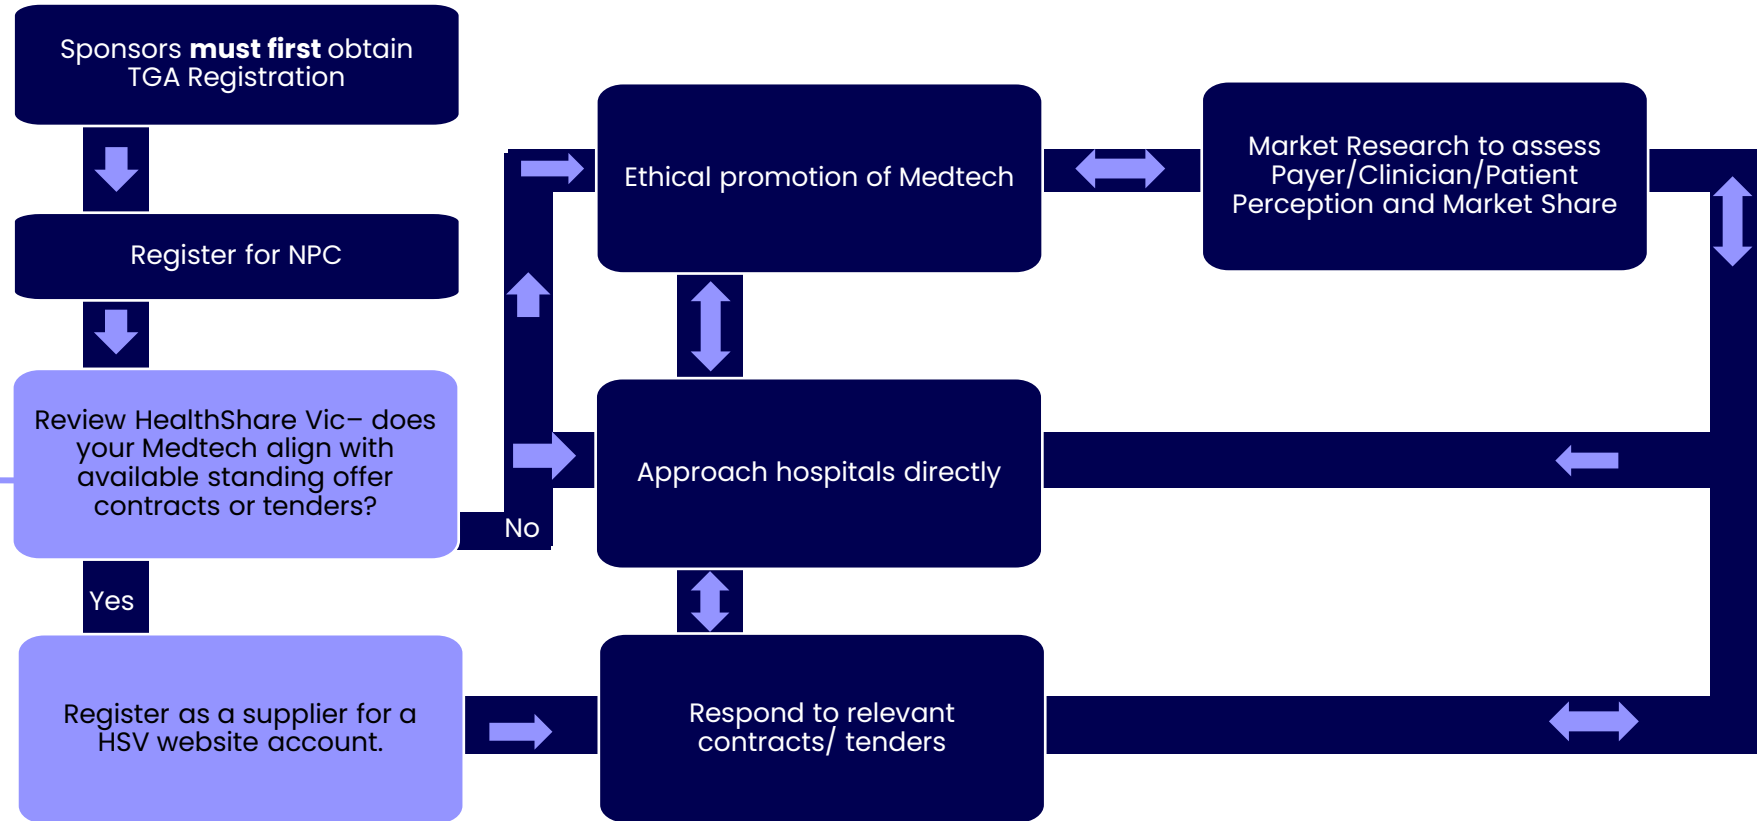 Sponsors must first obtain
TGA Registration
Register for NPC
Review HealthShare Vic– does
your Medtech align with
available standing offer
contracts or tenders?
No
Yes
Register as a supplier for a
HSV website account.
Ethical promotion of Medtech
Approach hospitals directly
Respond to relevant
contracts/ tenders
Market Research to assess
Payer/Clinician/Patient
Perception and Market Share